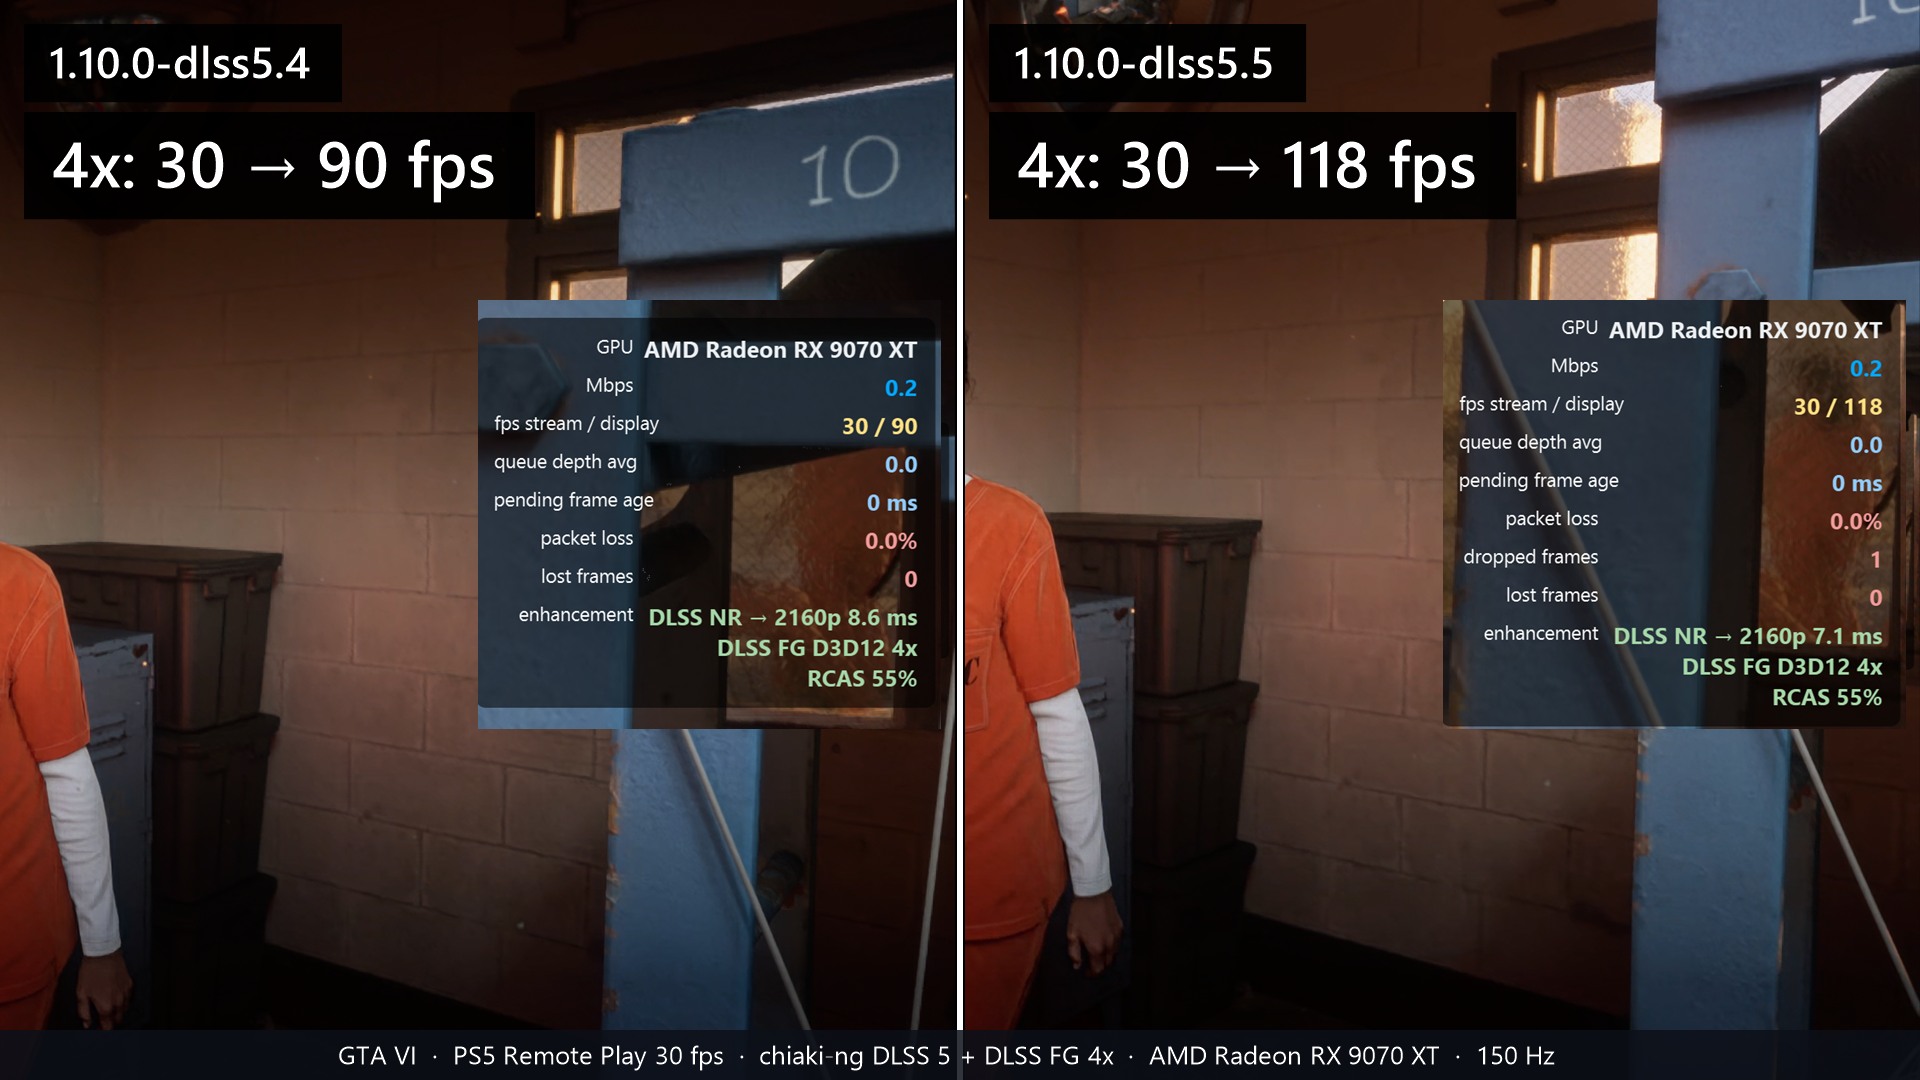 1.10.0-dlss5.4
4x: 30 → 90 fps
10
GPU AMD Radeon RX 9070 XT
Mbps 0.2
fps stream / display 30 / 90
queue depth avg 0.0
pending frame age 0 ms
packet loss 0.0%
lost frames 0
enhancement DLSS NR → 2160p 8.6 ms
DLSS FG D3D12 4x
RCAS 55%
1.10.0-dlss5.5
4x: 30 → 118 fps
GPU AMD Radeon RX 9070 XT
Mbps 0.2
fps stream / display 30 / 118
queue depth avg 0.0
pending frame age 0 ms
packet loss 0.0%
dropped frames 1
lost frames 0
enhancement DLSS NR → 2160p 7.1 ms
DLSS FG D3D12 4x
RCAS 55%
GTA VI · PS5 Remote Play 30 fps · chiaki-ng DLSS 5 + DLSS FG 4x · AMD Radeon RX 9070 XT · 150 Hz